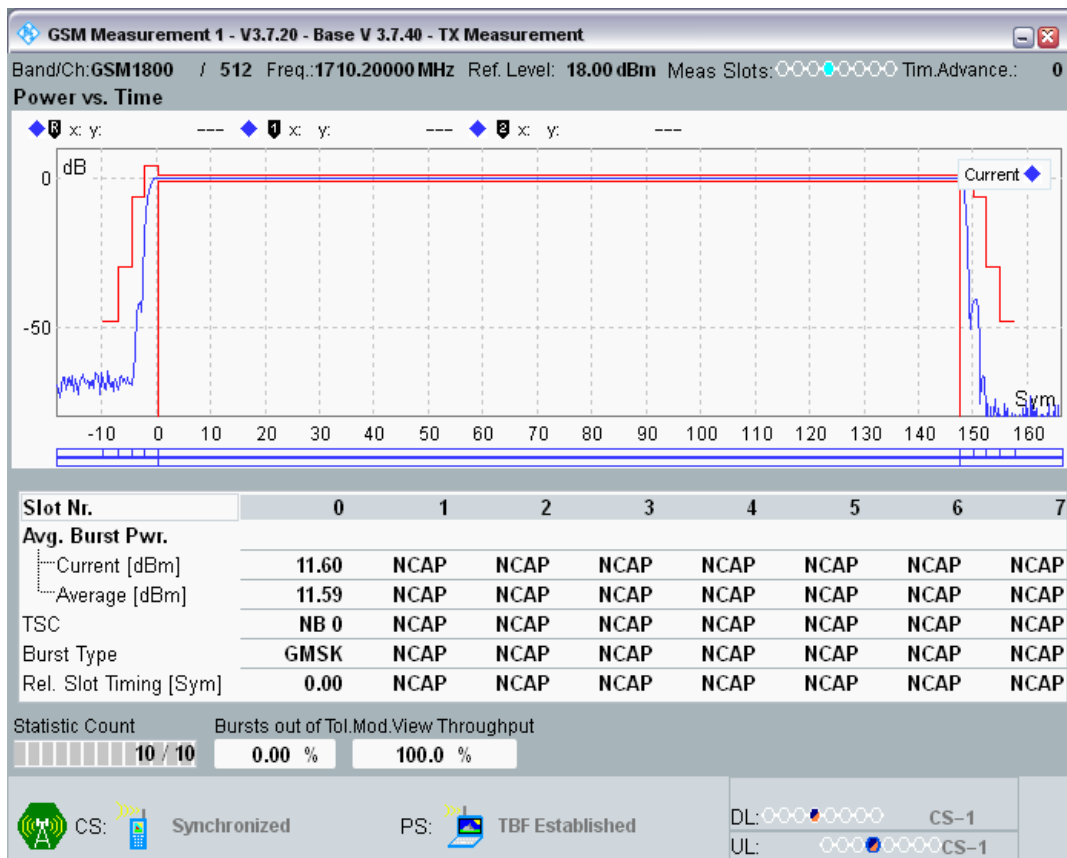 GSM Measurement 1 - V3.7.20 - Base V 3.7.40 - TX Measurement
Band/Ch:GSM1800 / 512 Freq.:1710.20000 MHz Ref. Level: 18.00 dBm Meas Slots: Tim.Advance.: 0
Power vs. Time
R x: y: --- 1 x: y: --- 2 x: y: ---
dB
Current
0
-50
Sym
-10 0 10 20 30 40 50 60 70 80 90 100 110 120 130 140 150 160
Slot Nr. 0 1 2 3 4 5 6 7
Avg. Burst Pwr.
Current [dBm] 11.60 NCAP NCAP NCAP NCAP NCAP NCAP NCAP
Average [dBm] 11.59 NCAP NCAP NCAP NCAP NCAP NCAP NCAP
TSC NB 0 NCAP NCAP NCAP NCAP NCAP NCAP NCAP
Burst Type GMSK NCAP NCAP NCAP NCAP NCAP NCAP NCAP
Rel. Slot Timing [Sym] 0.00 NCAP NCAP NCAP NCAP NCAP NCAP NCAP
Statistic Count Bursts out of Tol.Mod.View Throughput
10 / 10 0.00 % 100.0 %
CS: Synchronized PS: TBF Established
DL: CS-1
UL: CS-1